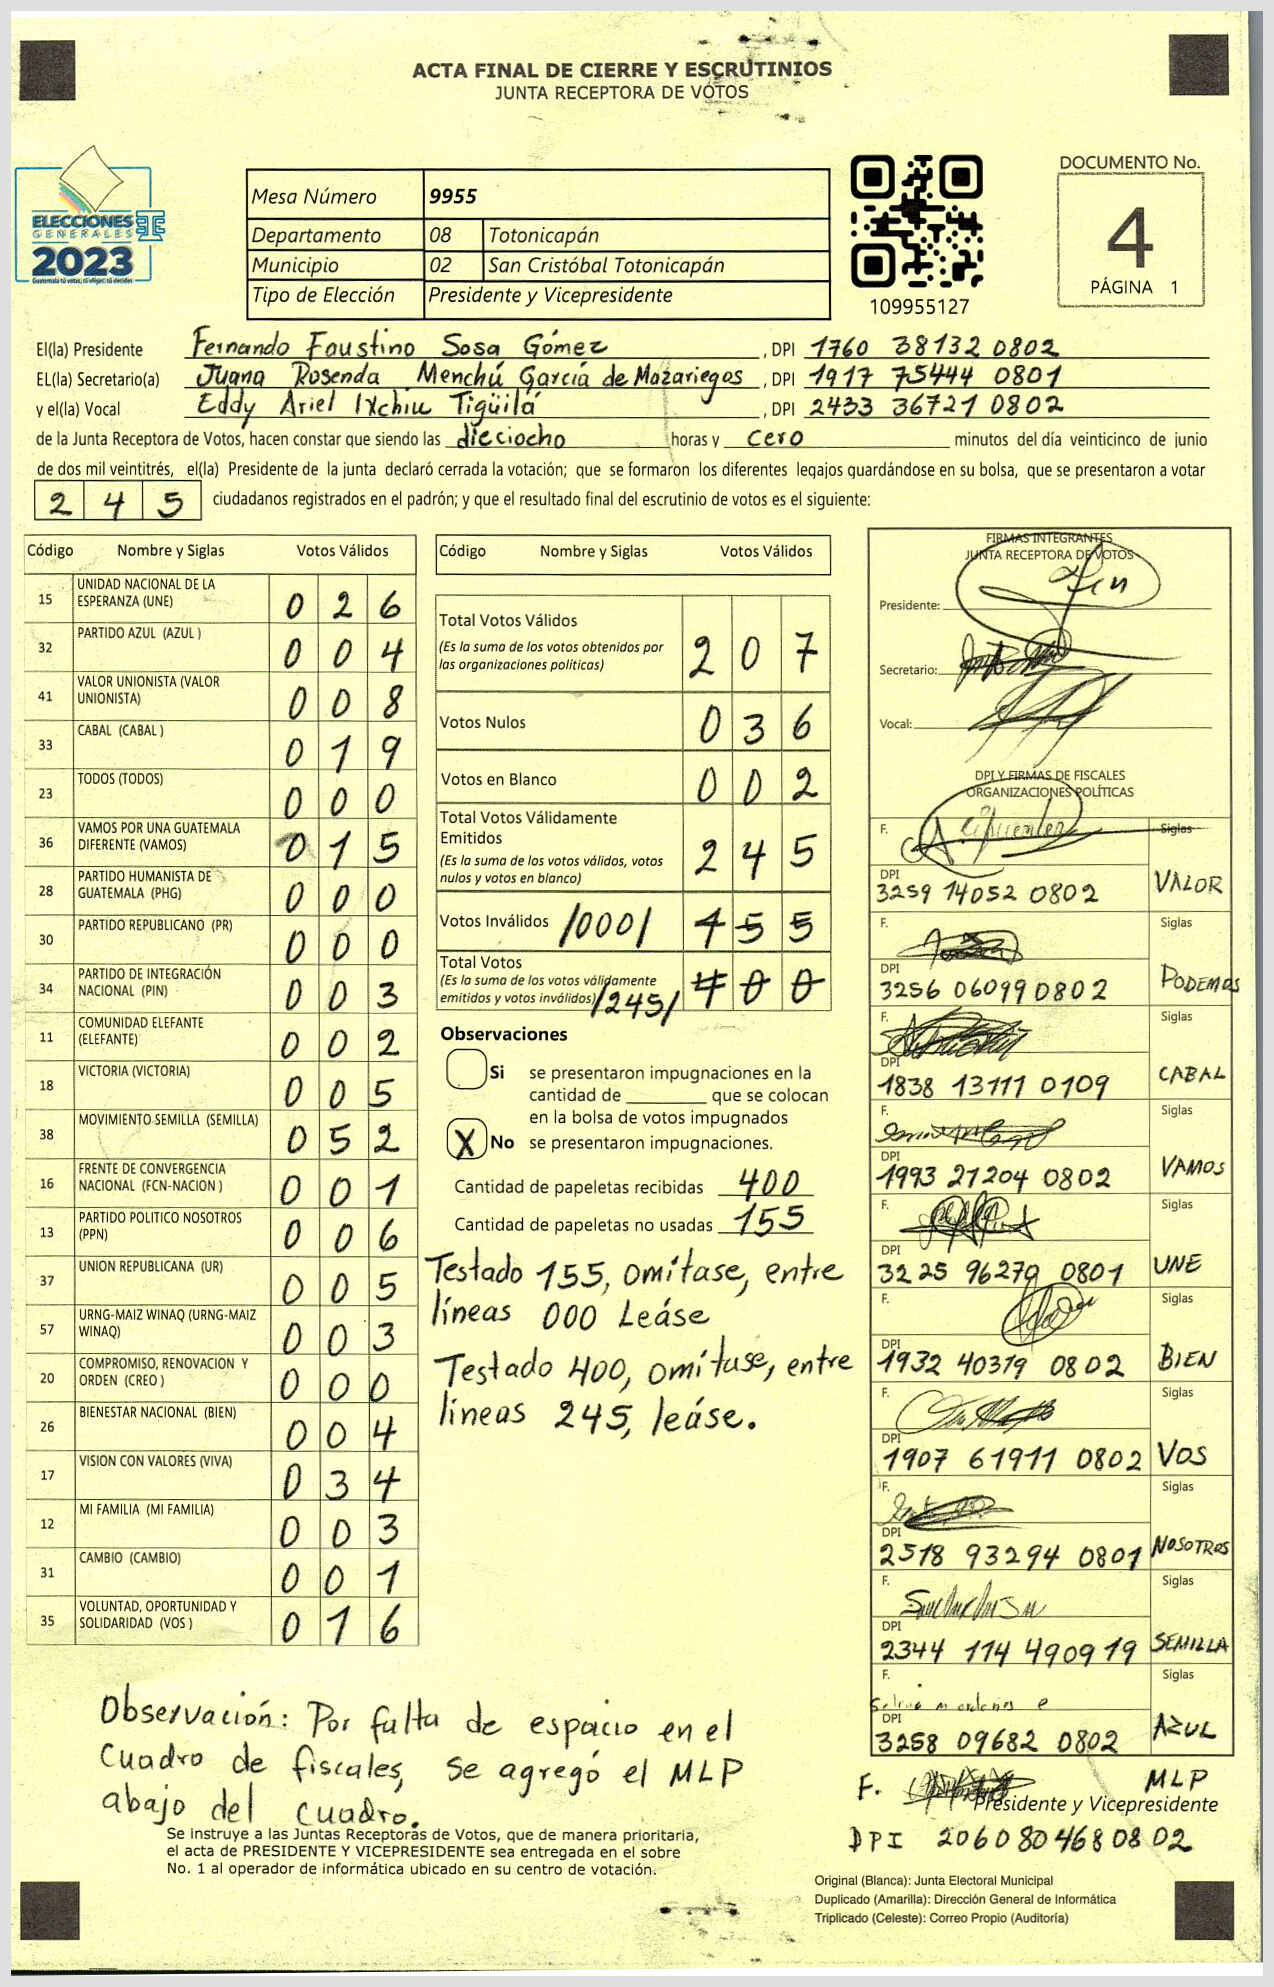 ACTA FINAL DE CIERRE Y ESCRUTINIOS
JUNTA RECEPTORA DE VOTOS
ELECCIONES
GENERALES
2023
Guatemala tú votas, tú eliges, tú decides
Mesa Número 9955
Departamento 08 Totonicapán
Municipio 02 San Cristóbal Totonicapán
Tipo de Elección Presidente y Vicepresidente
109955127
DOCUMENTO No.
4
PÁGINA 1
El(la) Presidente Fernando Faustino Sosa Gómez, DPI 1760 38132 0802
EL(la) Secretario(a) Juana Rosenda Menchú García de Mazariegos, DPI 1917 75444 0801
y el(la) Vocal Eddy Ariel Ixchiu Tigüilá, DPI 2433 36721 0802
de la Junta Receptora de Votos, hacen constar que siendo las dieciocho horas y cero minutos del día veinticinco de junio
de dos mil veintitrés, el(la) Presidente de la junta declaró cerrada la votación; que se formaron los diferentes legajos guardándose en su bolsa, que se presentaron a votar
2 4 5 ciudadanos registrados en el padrón; y que el resultado final del escrutinio de votos es el siguiente:
Código Nombre y Siglas Votos Válidos
15 UNIDAD NACIONAL DE LA
ESPERANZA (UNE) 0 2 6
32 PARTIDO AZUL (AZUL ) 0 0 4
41 VALOR UNIONISTA (VALOR
UNIONISTA) 0 0 8
33 CABAL (CABAL ) 0 1 9
23 TODOS (TODOS) 0 0 0
36 VAMOS POR UNA GUATEMALA
DIFERENTE (VAMOS) 0 1 5
28 PARTIDO HUMANISTA DE
GUATEMALA (PHG) 0 0 0
30 PARTIDO REPUBLICANO (PR) 0 0 0
34 PARTIDO DE INTEGRACIÓN
NACIONAL (PIN) 0 0 3
11 COMUNIDAD ELEFANTE
(ELEFANTE) 0 0 2
18 VICTORIA (VICTORIA) 0 0 5
38 MOVIMIENTO SEMILLA (SEMILLA) 0 5 2
16 FRENTE DE CONVERGENCIA
NACIONAL (FCN-NACION ) 0 0 1
13 PARTIDO POLITICO NOSOTROS
(PPN) 0 0 6
37 UNION REPUBLICANA (UR) 0 0 5
57 URNG-MAIZ WINAQ (URNG-MAIZ
WINAQ) 0 0 3
20 COMPROMISO, RENOVACION Y
ORDEN (CREO ) 0 0 0
26 BIENESTAR NACIONAL (BIEN) 0 0 4
17 VISION CON VALORES (VIVA) 0 3 4
12 MI FAMILIA (MI FAMILIA) 0 0 3
31 CAMBIO (CAMBIO) 0 0 1
35 VOLUNTAD, OPORTUNIDAD Y
SOLIDARIDAD (VOS ) 0 1 6
Código Nombre y Siglas Votos Válidos
Total Votos Válidos
(Es la suma de los votos obtenidos por
las organizaciones políticas) 2 0 7
Votos Nulos 0 3 6
Votos en Blanco 0 0 2
Total Votos Válidamente
Emitidos
(Es la suma de los votos válidos, votos
nulos y votos en blanco) 2 4 5
Votos Inválidos /000/ 1 5 5
Total Votos
(Es la suma de los votos válidamente
emitidos y votos inválidos) /245/ 4 0 0
Observaciones
Si se presentaron impugnaciones en la
cantidad de ________ que se colocan
en la bolsa de votos impugnados
X No se presentaron impugnaciones.
Cantidad de papeletas recibidas 400
Cantidad de papeletas no usadas 155
Testado 155, omítase, entre
líneas 000 Leáse
Testado 400, omítase, entre
líneas 245, leáse.
FIRMAS INTEGRANTES
JUNTA RECEPTORA DE VOTOS
Presidente:
Secretario:
Vocal:
DPI Y FIRMAS DE FISCALES
ORGANIZACIONES POLÍTICAS
F. Siglas
DPI
3259 14052 0802 VALOR
F. Siglas
DPI
3256 06099 0802 PODEMOS
F. Siglas
DPI
1838 13111 0109 CABAL
F. Siglas
DPI
1993 21204 0802 VAMOS
F. Siglas
DPI
3225 96279 0801 UNE
F. Siglas
DPI
1932 40319 0802 BIEN
F. Siglas
DPI
1907 61911 0802 VOS
F. Siglas
DPI
2518 93294 0801 NOSOTROS
F. Siglas
DPI
2344 114 490919 SEMILLA
F. Siglas
DPI
3258 09682 0802 AZUL
F. MLP
Presidente y Vicepresidente
DPI 2060804680802
Observación: Por falta de espacio en el
cuadro de fiscales, se agregó el MLP
abajo del cuadro.
Se instruye a las Juntas Receptoras de Votos, que de manera prioritaria,
el acta de PRESIDENTE Y VICEPRESIDENTE sea entregada en el sobre
No. 1 al operador de informática ubicado en su centro de votación.
Original (Blanca): Junta Electoral Municipal
Duplicado (Amarilla): Dirección General de Informática
Triplicado (Celeste): Correo Propio (Auditoría)